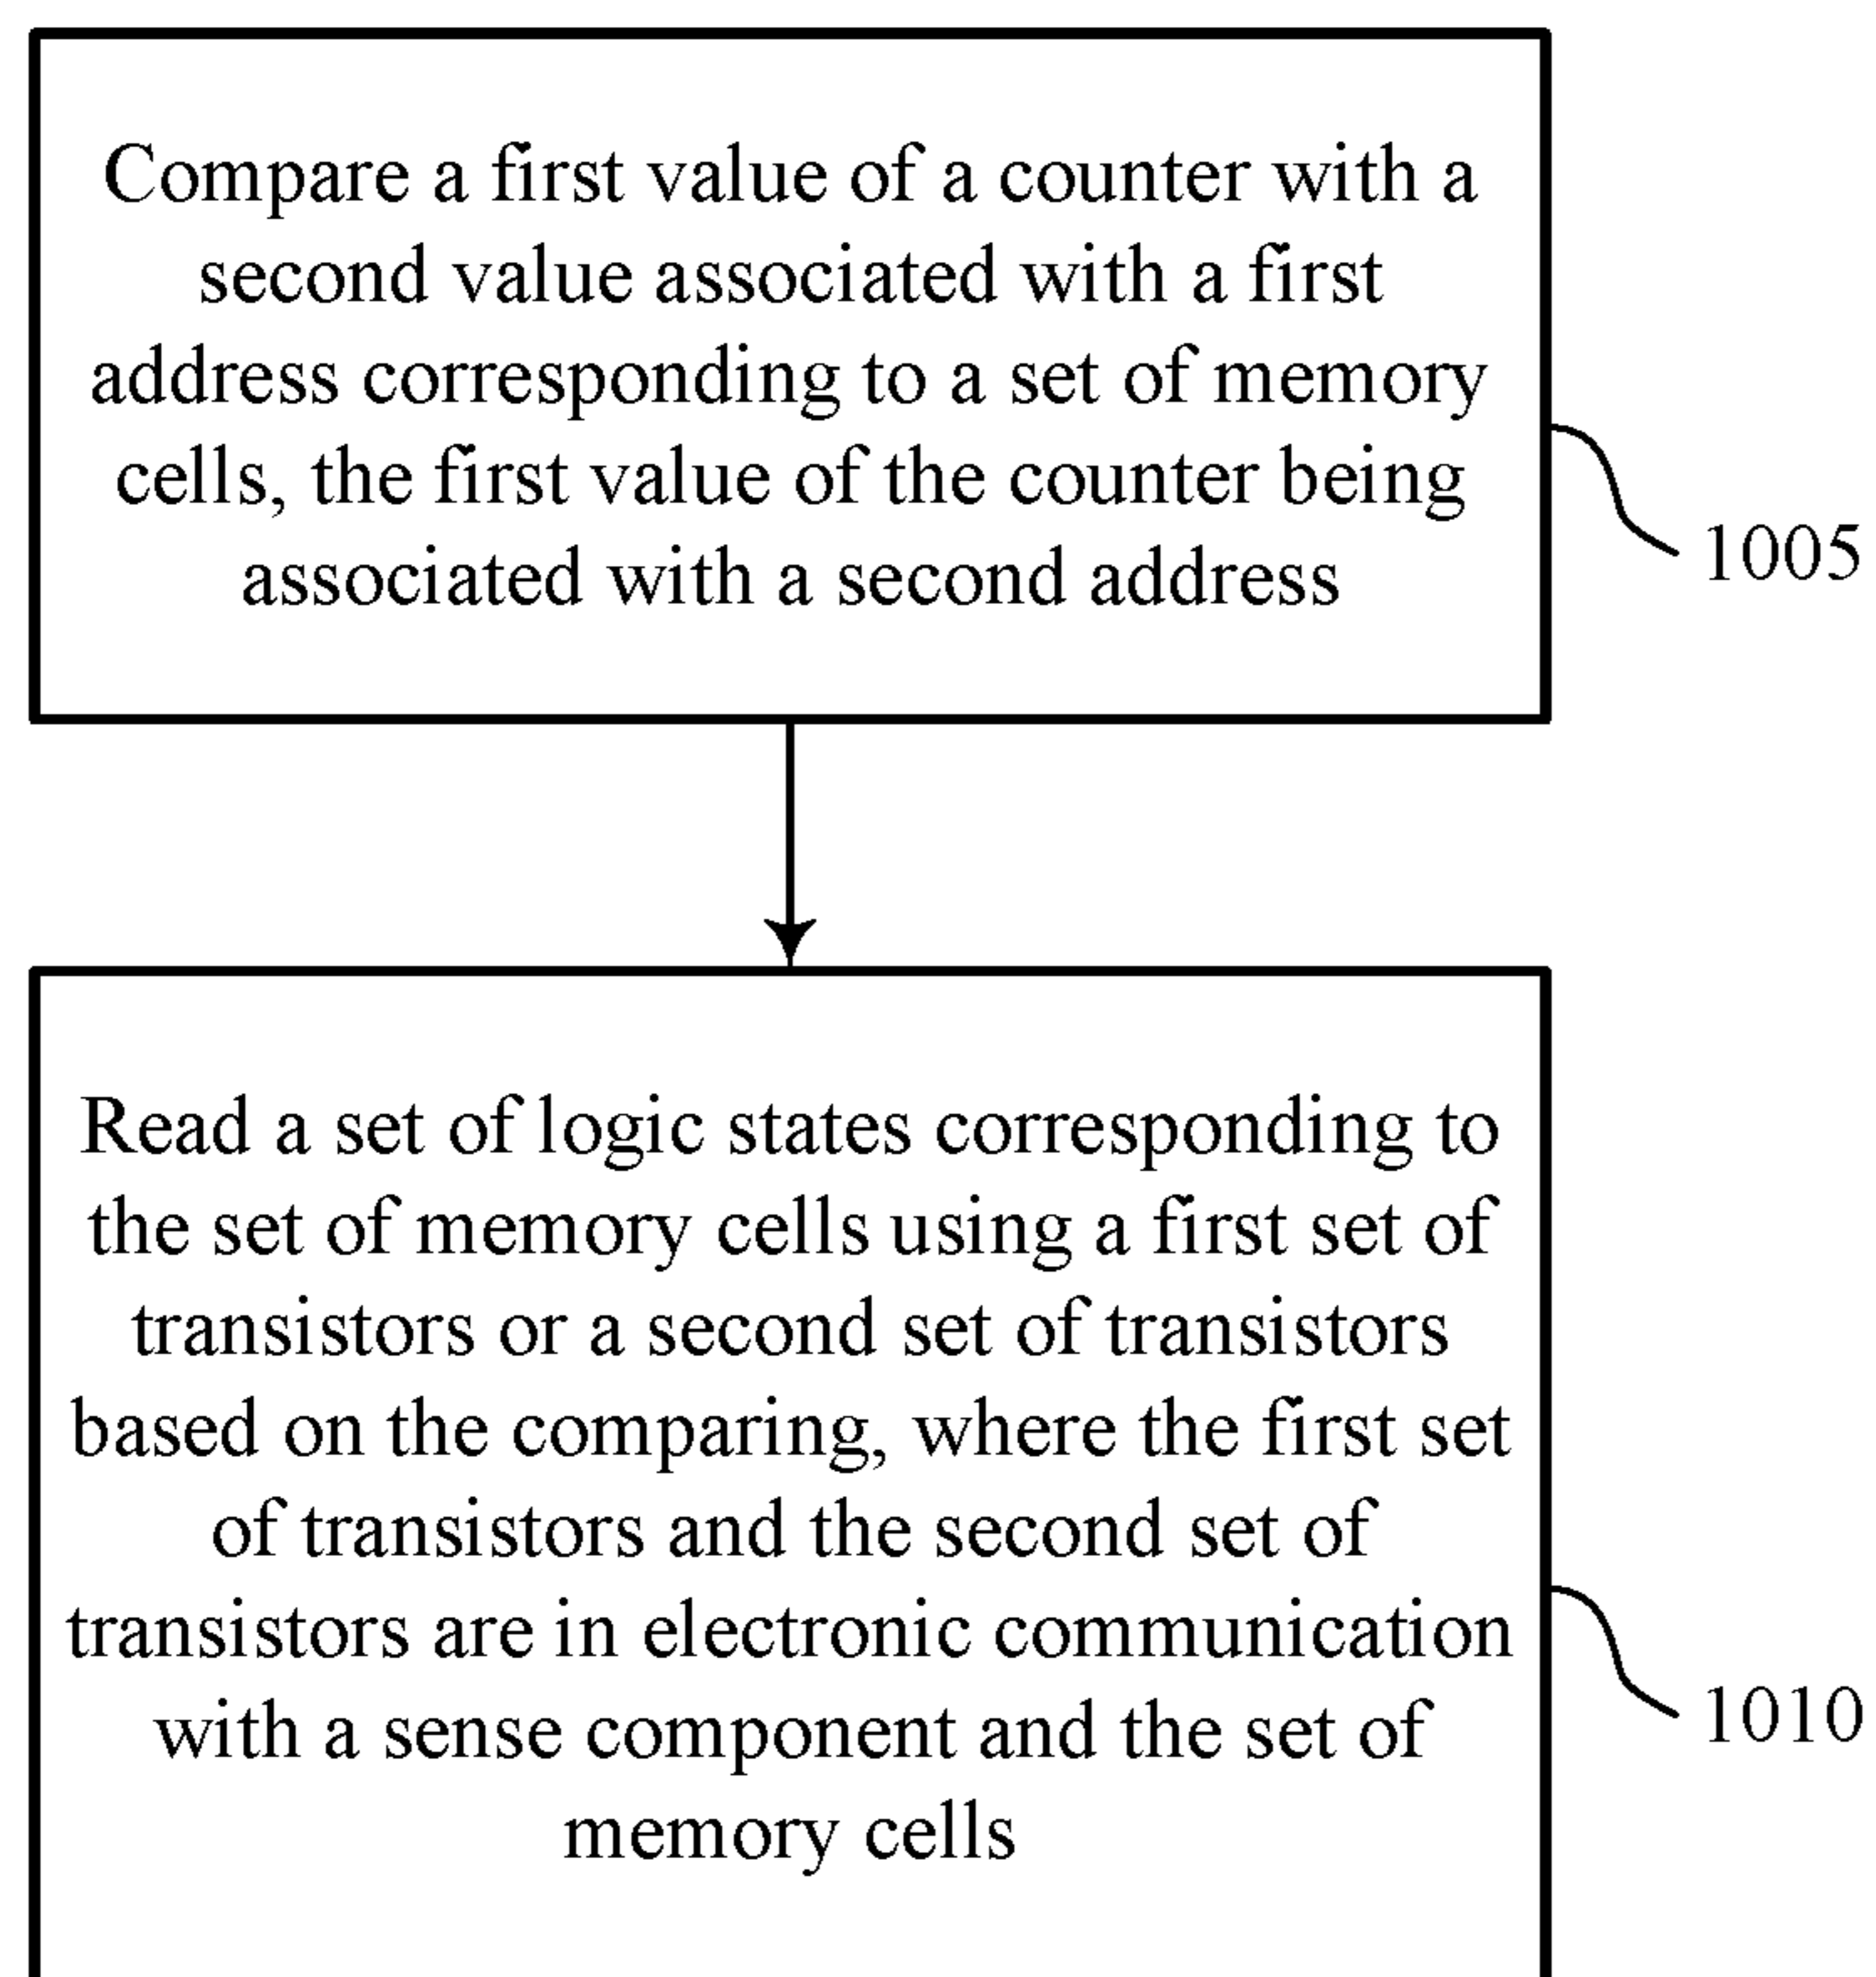 Compare a first value of a counter with a
second value associated with a first
address corresponding to a set of memory
cells, the first value of the counter being
associated with a second address
1005
Read a set of logic states corresponding to
the set of memory cells using a first set of
transistors or a second set of transistors
based on the comparing, where the first set
of transistors and the second set of
transistors are in electronic communication
with a sense component and the set of
memory cells
1010